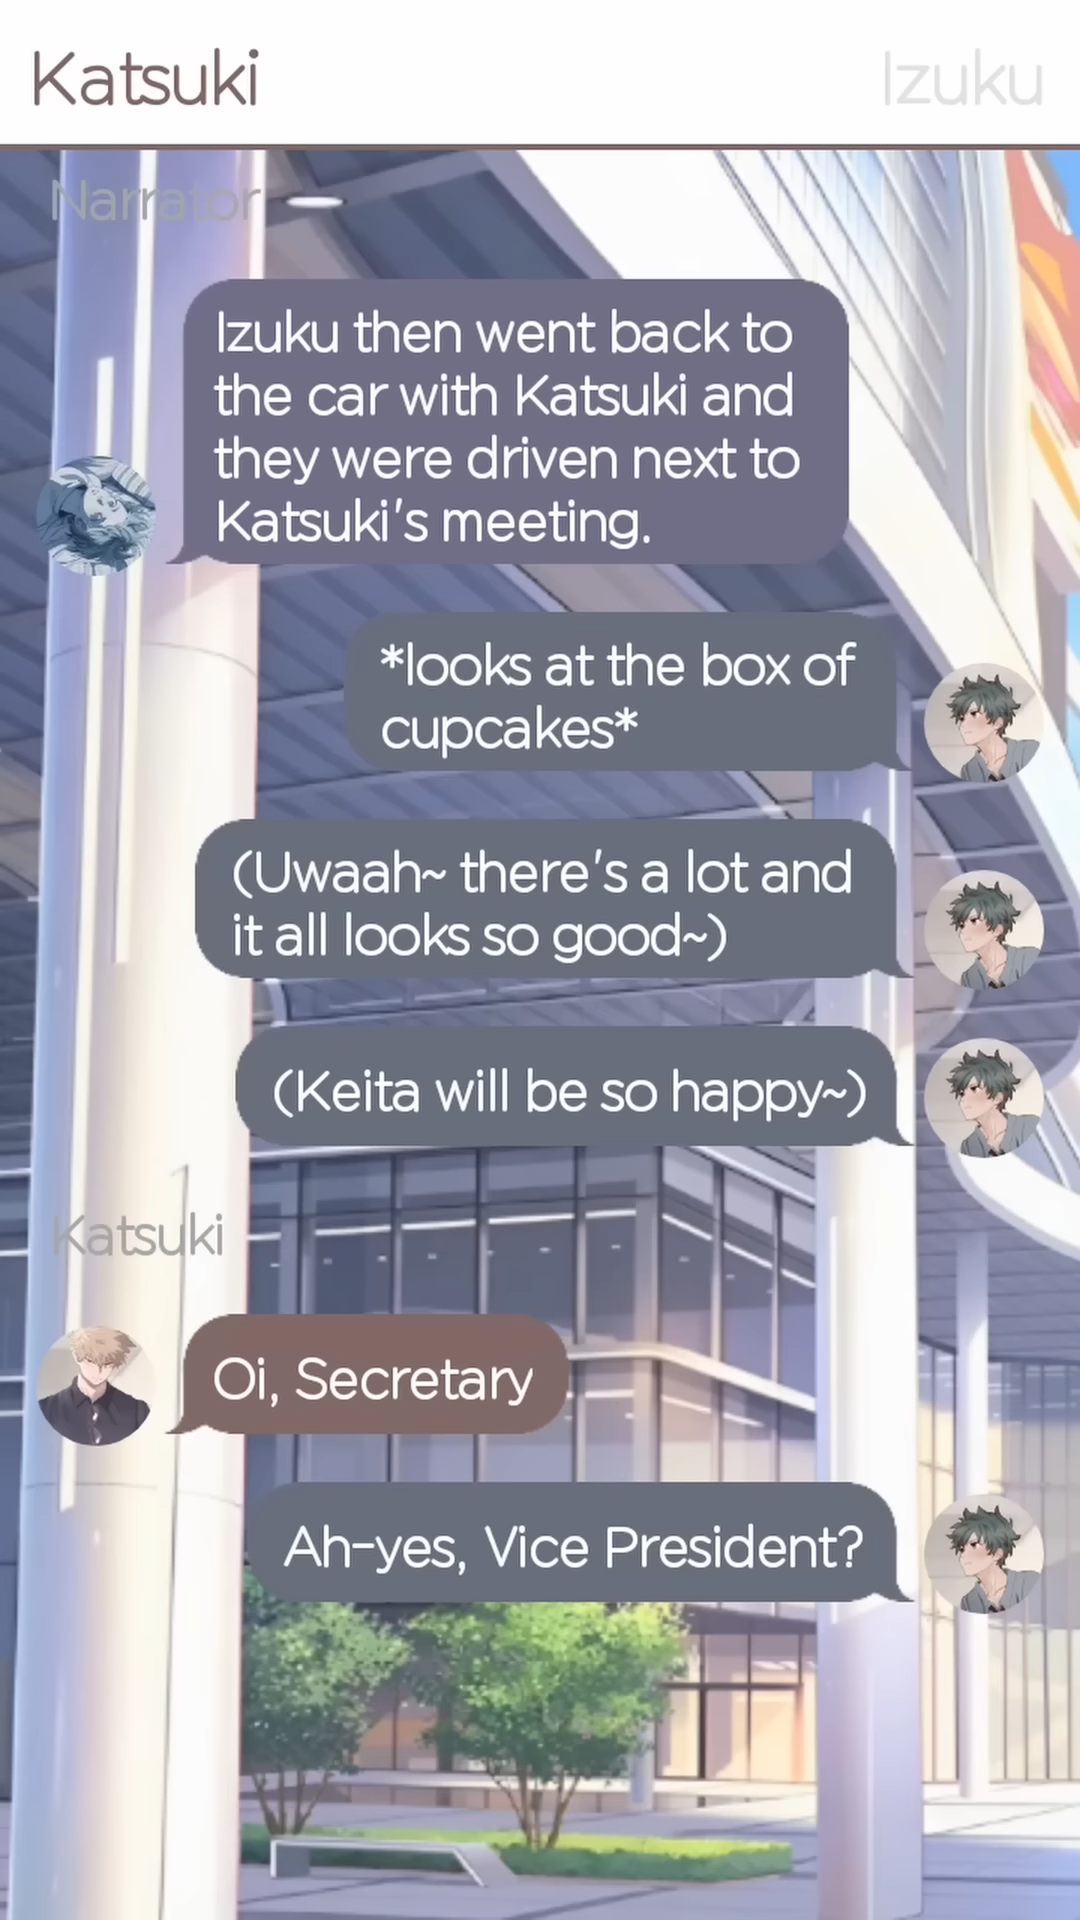 Katsuki
Izuku
Narrator
Izuku then went back to
the car with Katsuki and
they were driven next to
Katsuki's meeting.
*looks at the box of
cupcakes*
(Uwaah~ there's a lot and
it all looks so good~)
(Keita will be so happy~)
Katsuki
Oi, Secretary
Ah-yes, Vice President?